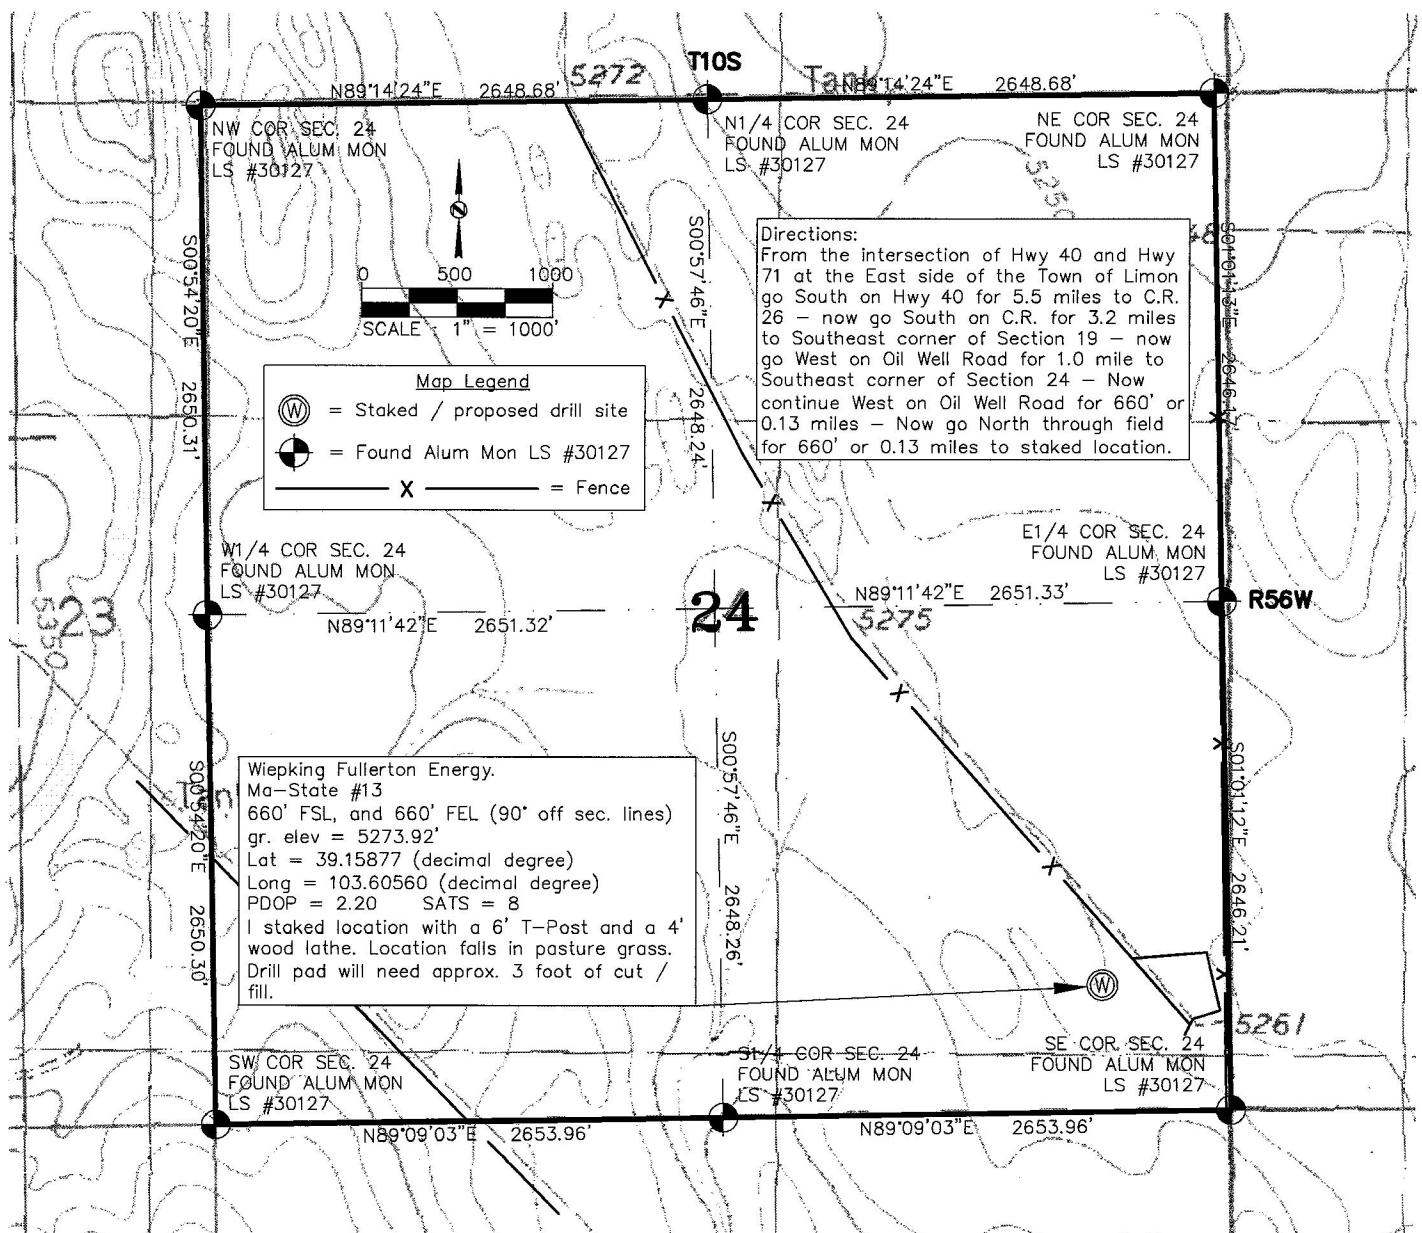 T10S
5272
Tank
N89°14'24"E 2648.68'
N89°14'24"E 2648.68'
NW COR SEC. 24
FOUND ALUM MON
LS #30127
N1/4 COR SEC. 24
FOUND ALUM MON
LS #30127
NE COR SEC. 24
FOUND ALUM MON
LS #30127
5250
N
0 500 1000
SCALE : 1" = 1000'
S00°54'20"E 2650.31'
S00°57'46"E 2648.24'
S01°01'13"E 2646.17'
Directions:
From the intersection of Hwy 40 and Hwy
71 at the East side of the Town of Limon
go South on Hwy 40 for 5.5 miles to C.R.
26 – now go South on C.R. for 3.2 miles
to Southeast corner of Section 19 – now
go West on Oil Well Road for 1.0 mile to
Southeast corner of Section 24 – Now
continue West on Oil Well Road for 660' or
0.13 miles – Now go North through field
for 660' or 0.13 miles to staked location.
48
Map Legend
W = Staked / proposed drill site
= Found Alum Mon LS #30127
X = Fence
X
X
X
W1/4 COR SEC. 24
FOUND ALUM MON
LS #30127
E1/4 COR SEC. 24
FOUND ALUM MON
LS #30127
23
5350
N89°11'42"E 2651.32'
24
N89°11'42"E 2651.33'
5275
R56W
X
X
X
S00°54'20"E 2650.30'
S00°57'46"E 2648.26'
S01°01'12"E 2646.21'
Wiepking Fullerton Energy.
Ma–State #13
660' FSL, and 660' FEL (90° off sec. lines)
gr. elev = 5273.92'
Lat = 39.15877 (decimal degree)
Long = 103.60560 (decimal degree)
PDOP = 2.20 SATS = 8
I staked location with a 6' T–Post and a 4'
wood lathe. Location falls in pasture grass.
Drill pad will need approx. 3 foot of cut /
fill.
W
X
5261
SW COR SEC. 24
FOUND ALUM MON
LS #30127
S1/4 COR SEC. 24
FOUND ALUM MON
LS #30127
SE COR SEC. 24
FOUND ALUM MON
LS #30127
N89°09'03"E 2653.96'
N89°09'03"E 2653.96'